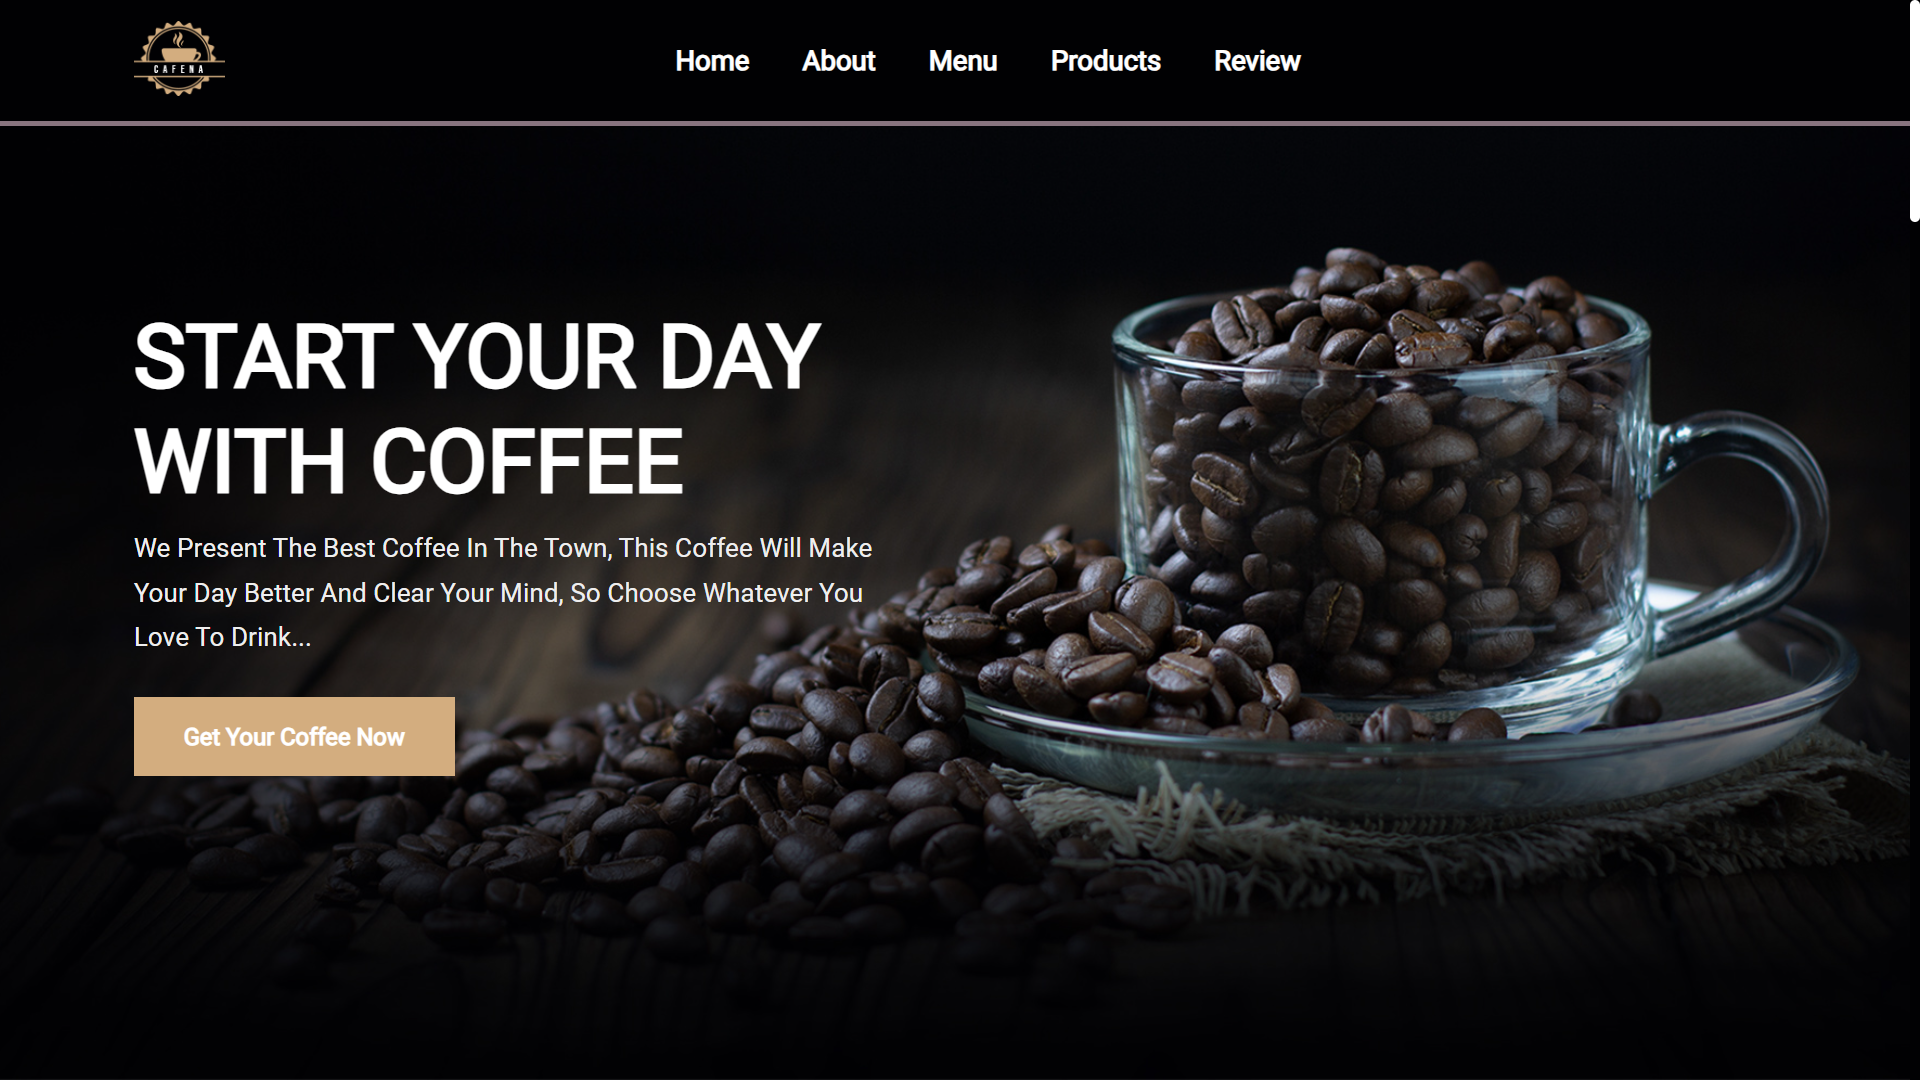 CAFENA
Home About Menu Products Review
START YOUR DAY
WITH COFFEE
We Present The Best Coffee In The Town, This Coffee Will Make
Your Day Better And Clear Your Mind, So Choose Whatever You
Love To Drink...
Get Your Coffee Now